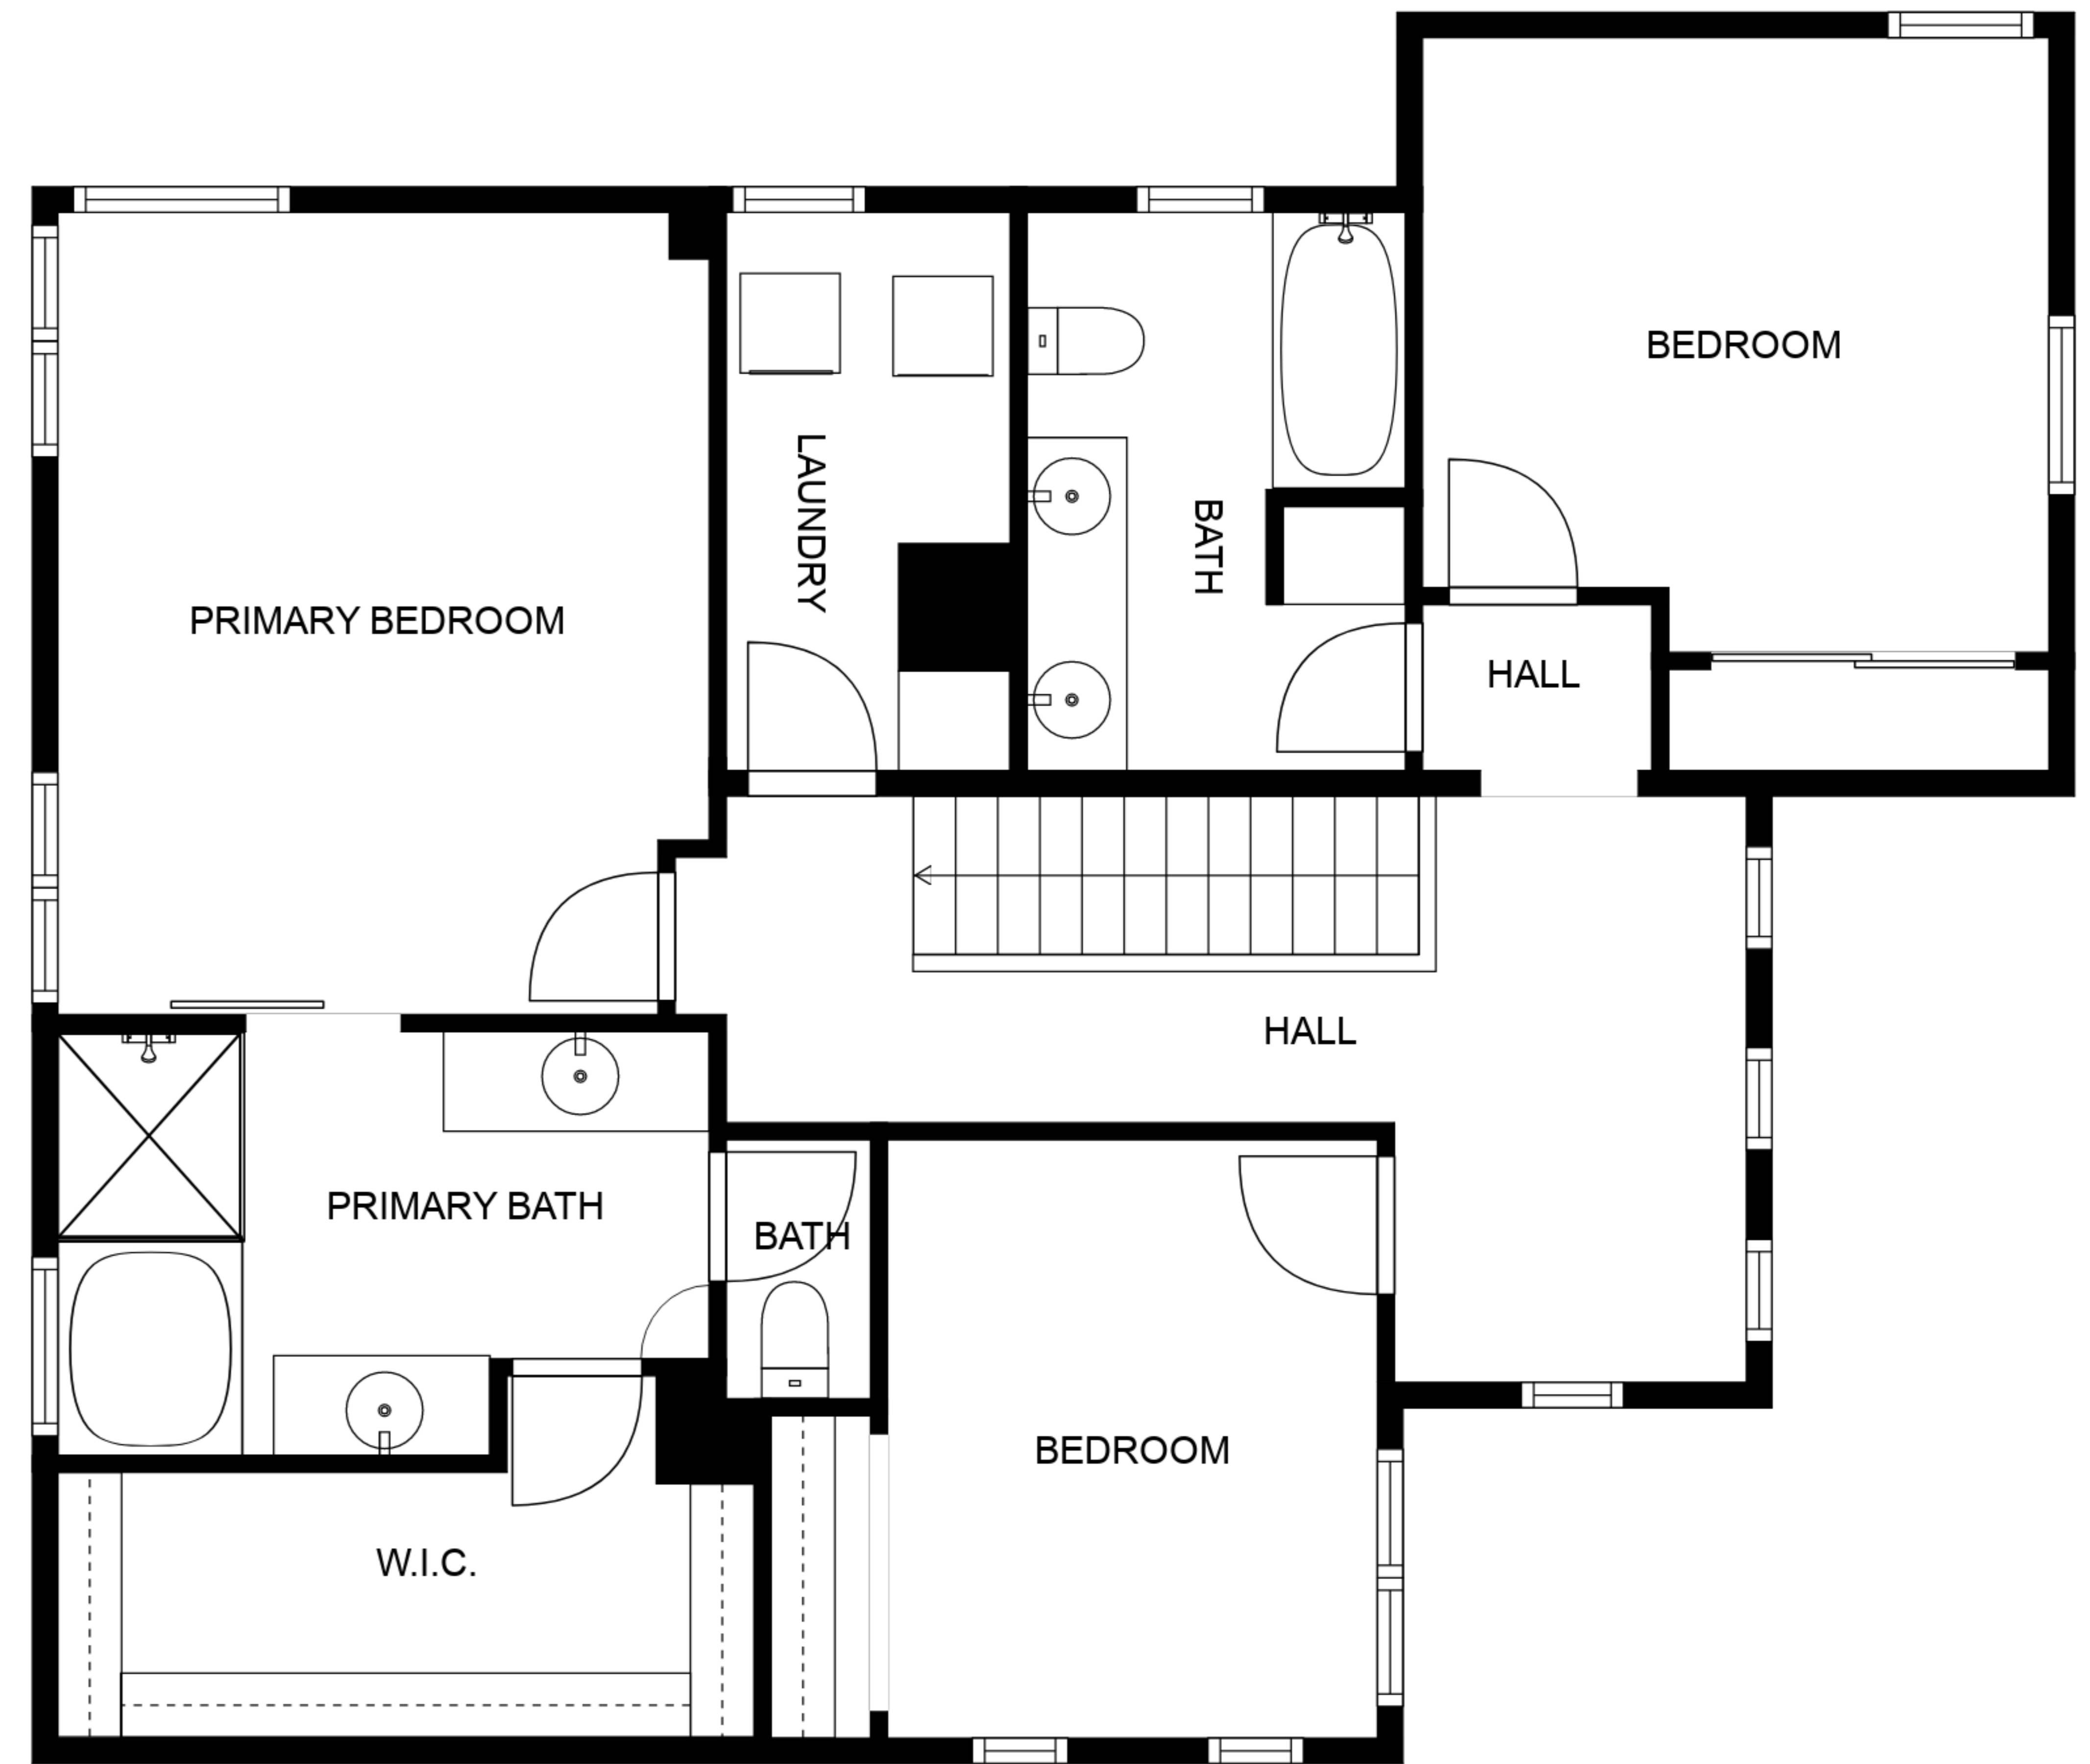 BEDROOM
LAUNDRY
BATH
PRIMARY BEDROOM
HALL
HALL
PRIMARY BATH
BATH
BEDROOM
W.I.C.